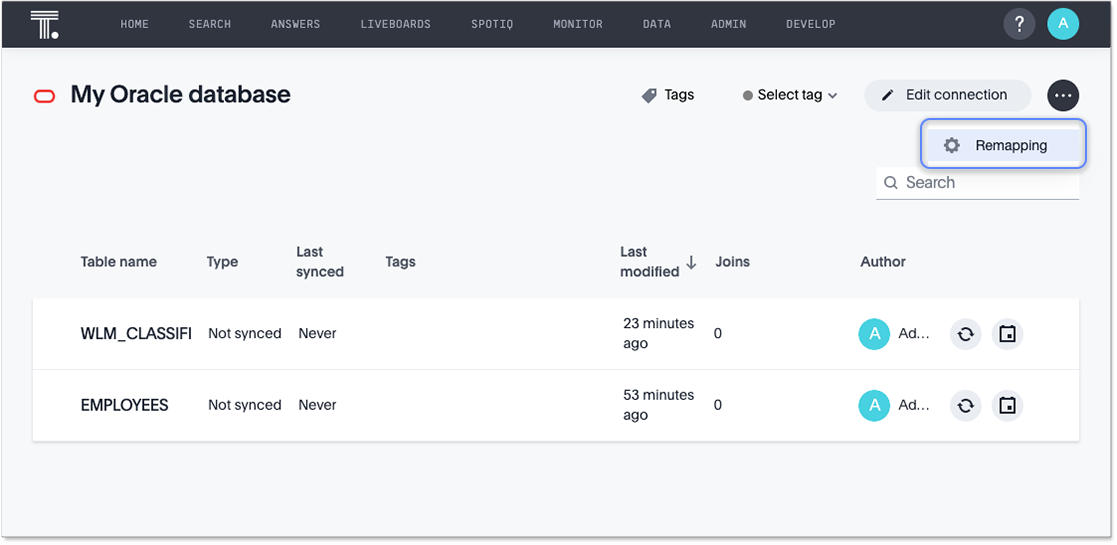 HOME SEARCH ANSWERS LIVEBOARDS SPOTIQ MONITOR DATA ADMIN DEVELOP ? A
My Oracle database Tags Select tag Edit connection
Remapping
Search
Table name Type Last synced Tags Last modified Joins Author
WLM_CLASSIFI Not synced Never 23 minutes ago 0 A Ad...
EMPLOYEES Not synced Never 53 minutes ago 0 A Ad...